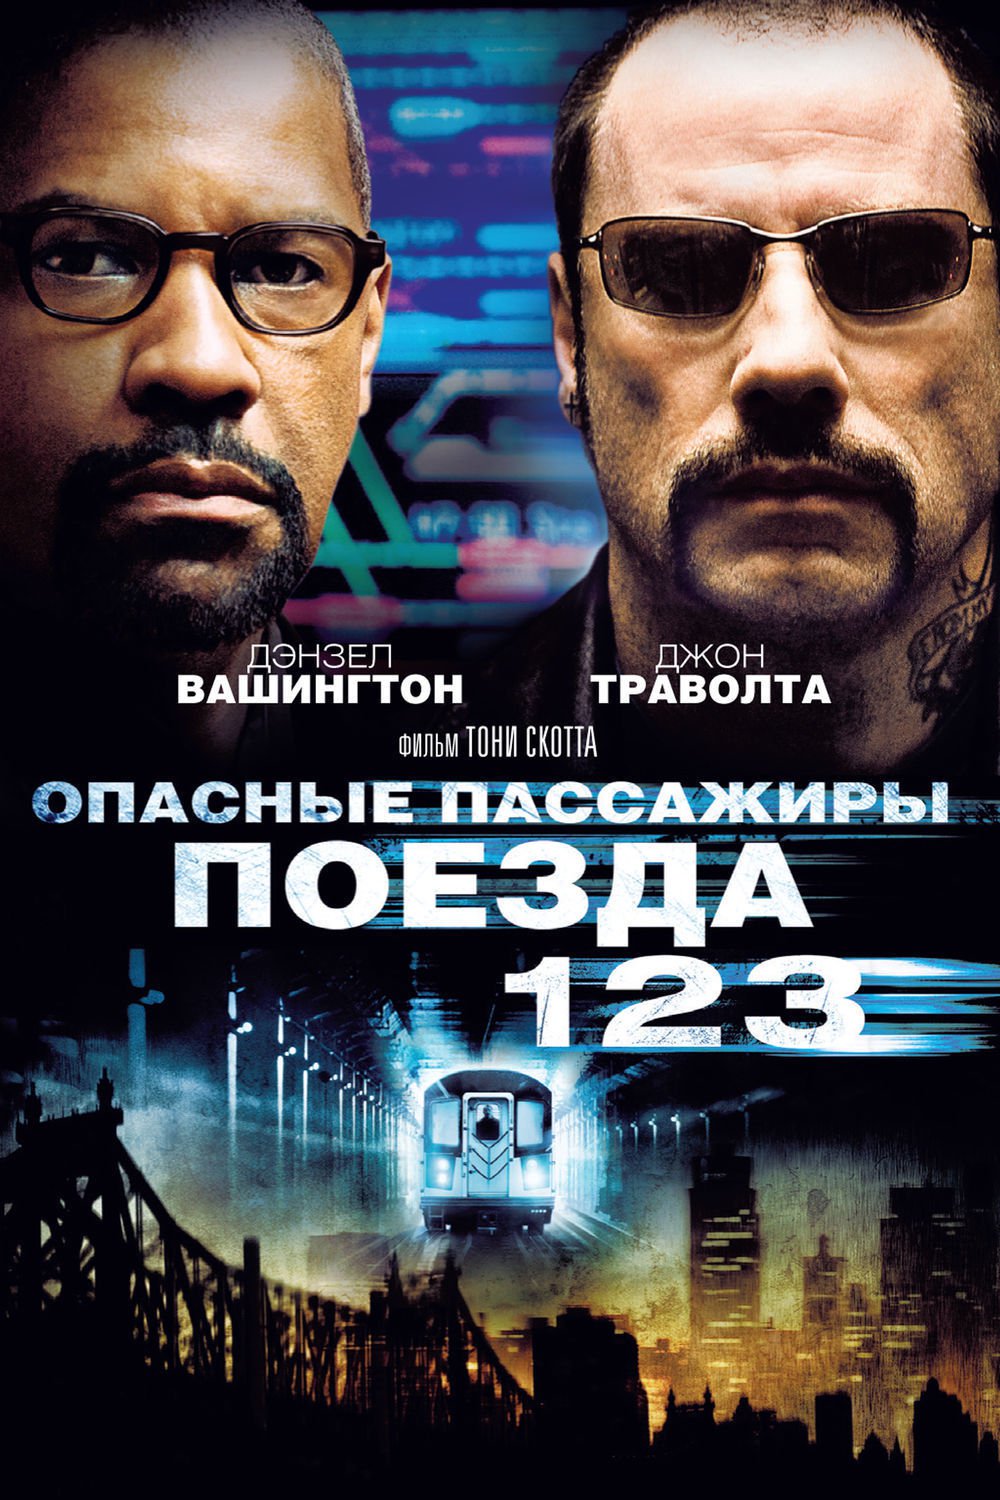 ДЭНЗЕЛ
ВАШИНГТОН
ДЖОН
ТРАВОЛТА
ФИЛЬМ ТОНИ СКОТТА
ОПАСНЫЕ ПАССАЖИРЫ
ПОЕЗДА
123